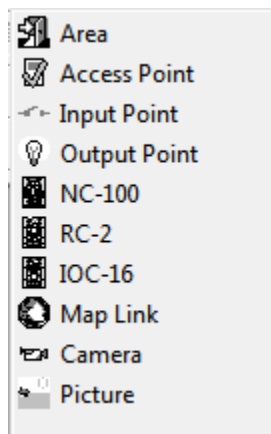 Area
Access Point
Input Point
Output Point
NC-100
RC-2
IOC-16
Map Link
Camera
Picture